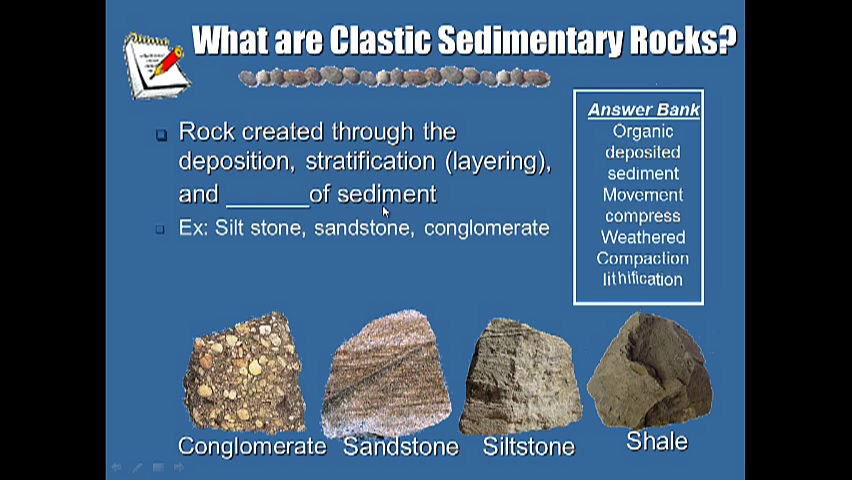 What are Clastic Sedimentary Rocks?
Rock created through the
deposition, stratification (layering),
and _______of sediment
Ex: Silt stone, sandstone, conglomerate
Answer Bank
Organic
deposited
sediment
Movement
compress
Weathered
Compaction
lithification
Conglomerate
Sandstone
Siltstone
Shale